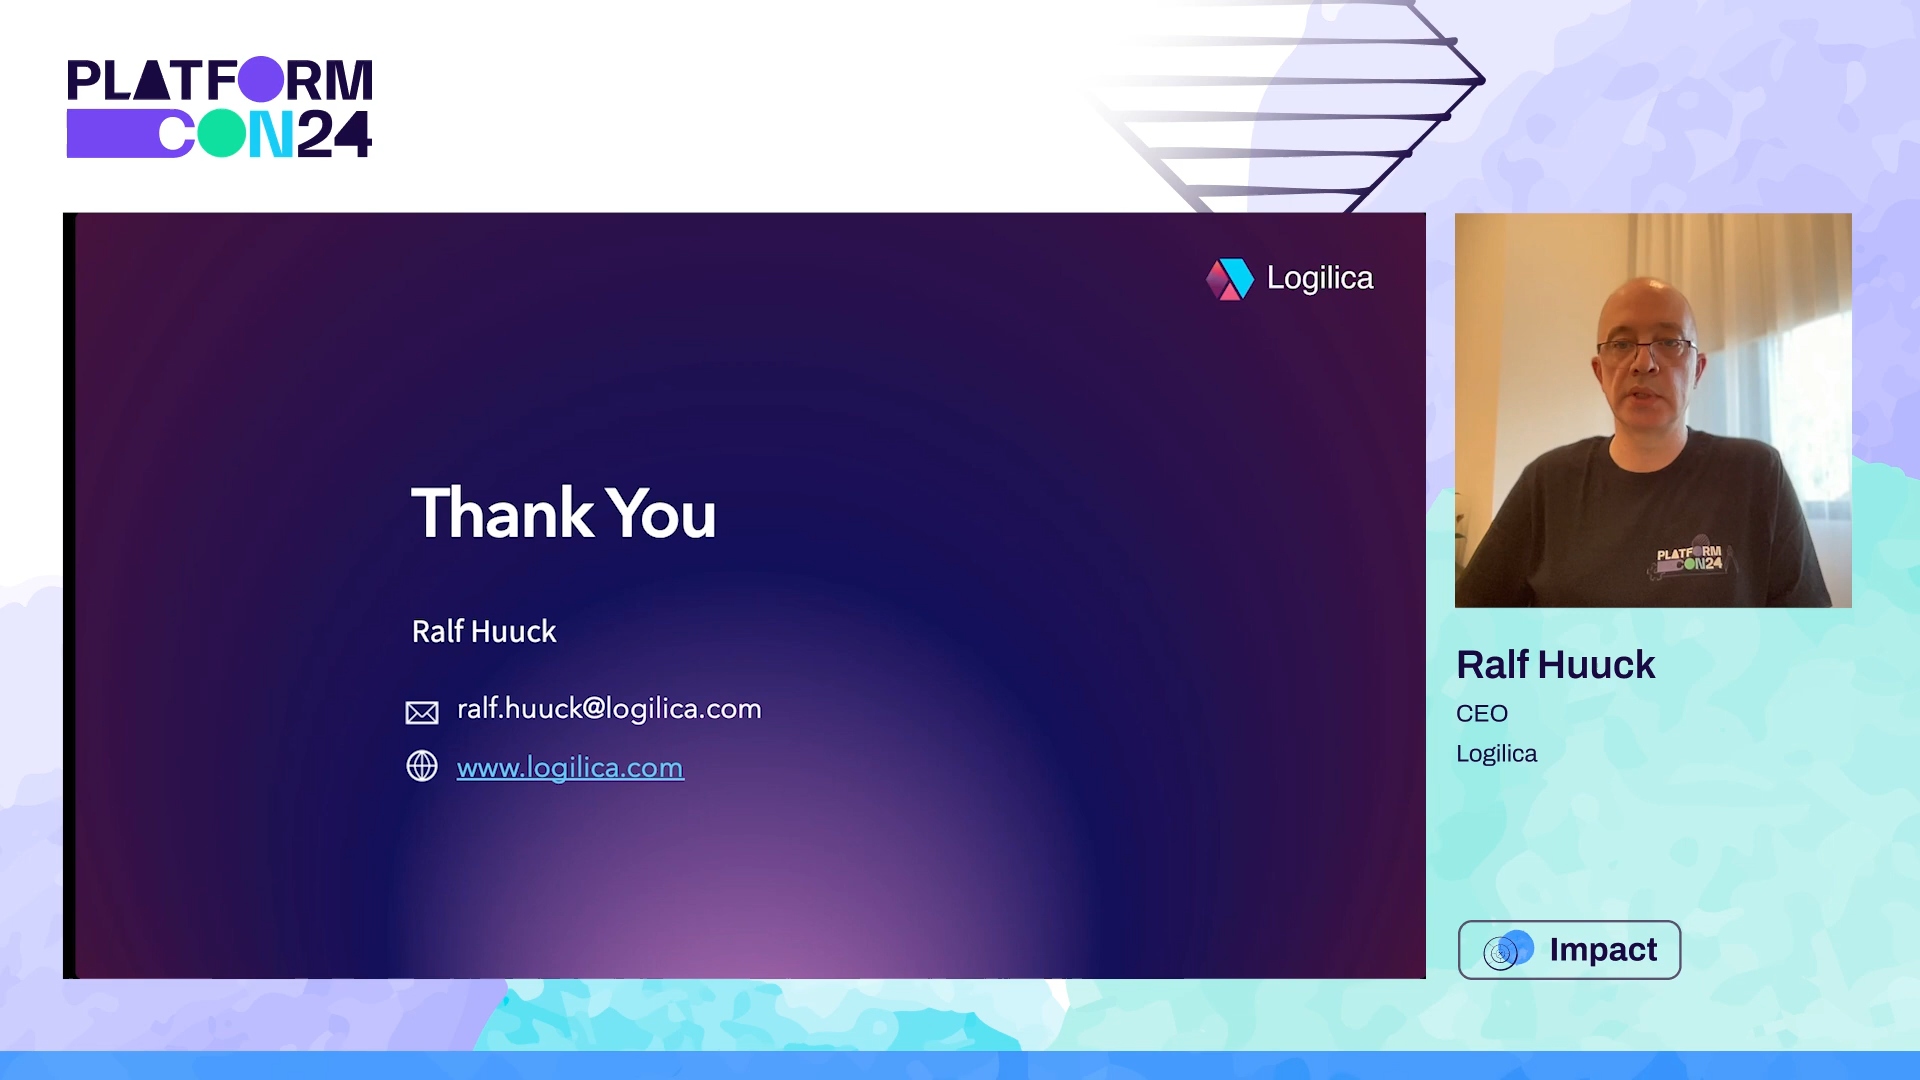 PLATFORM
CON24
Logilica
Thank You
Ralf Huuck
ralf.huuck@logilica.com
www.logilica.com
PLATFORM
CON24
Ralf Huuck
CEO
Logilica
Impact